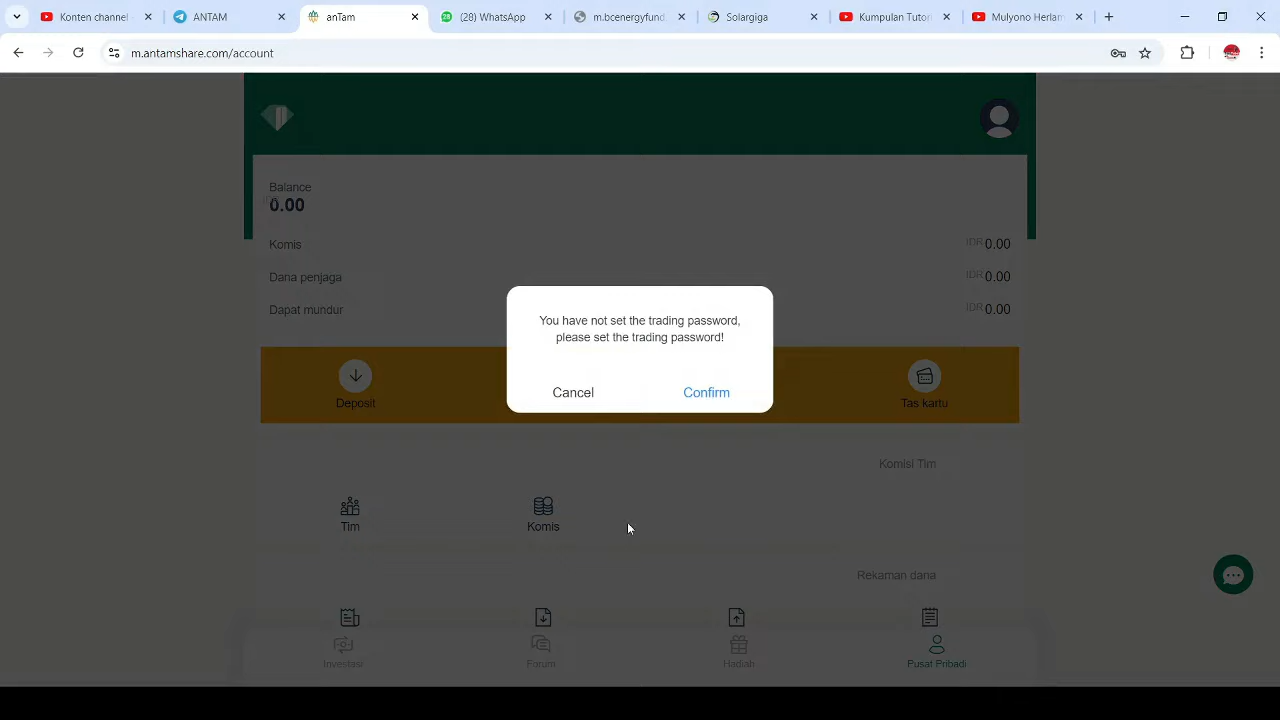 Konten channel
ANTAM
anTam
28
(28) WhatsApp
m.bcenergyfund.
Solargiga
Kumpulan Tutor
Mulyono Herlam
m.antamshare.com/account
Balance
0.00
Komis
IDR 0.00
Dana penjaga
IDR 0.00
Dapat mundur
IDR 0.00
You have not set the trading password,
please set the trading password!
Cancel
Confirm
Deposit
Tas kartu
Komisi Tim
Tim
Komis
Rekaman dana
Investasi
Forum
Hadiah
Pusat Pribadi